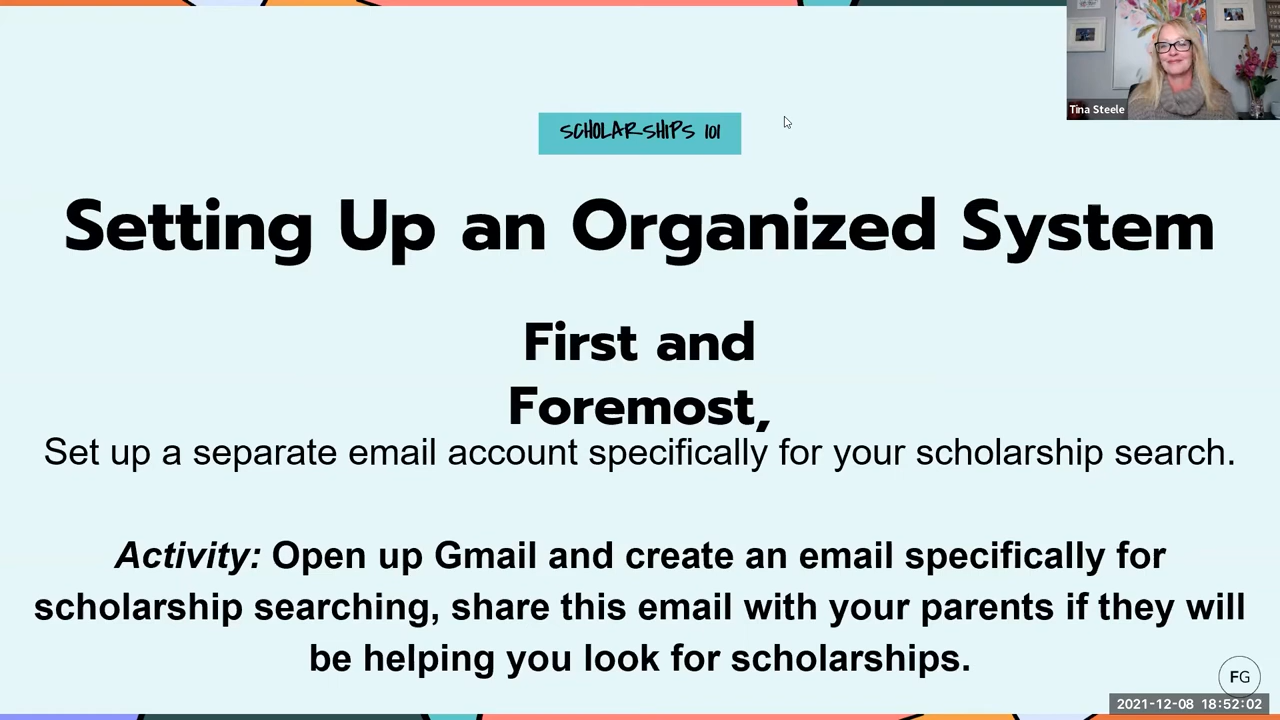 Tina Steele
SCHOLARSHIPS 101
Setting Up an Organized System
First and
Foremost,
Set up a separate email account specifically for your scholarship search.
Activity: Open up Gmail and create an email specifically for
scholarship searching, share this email with your parents if they will
be helping you look for scholarships.
FG
2021-12-08 18:52:02